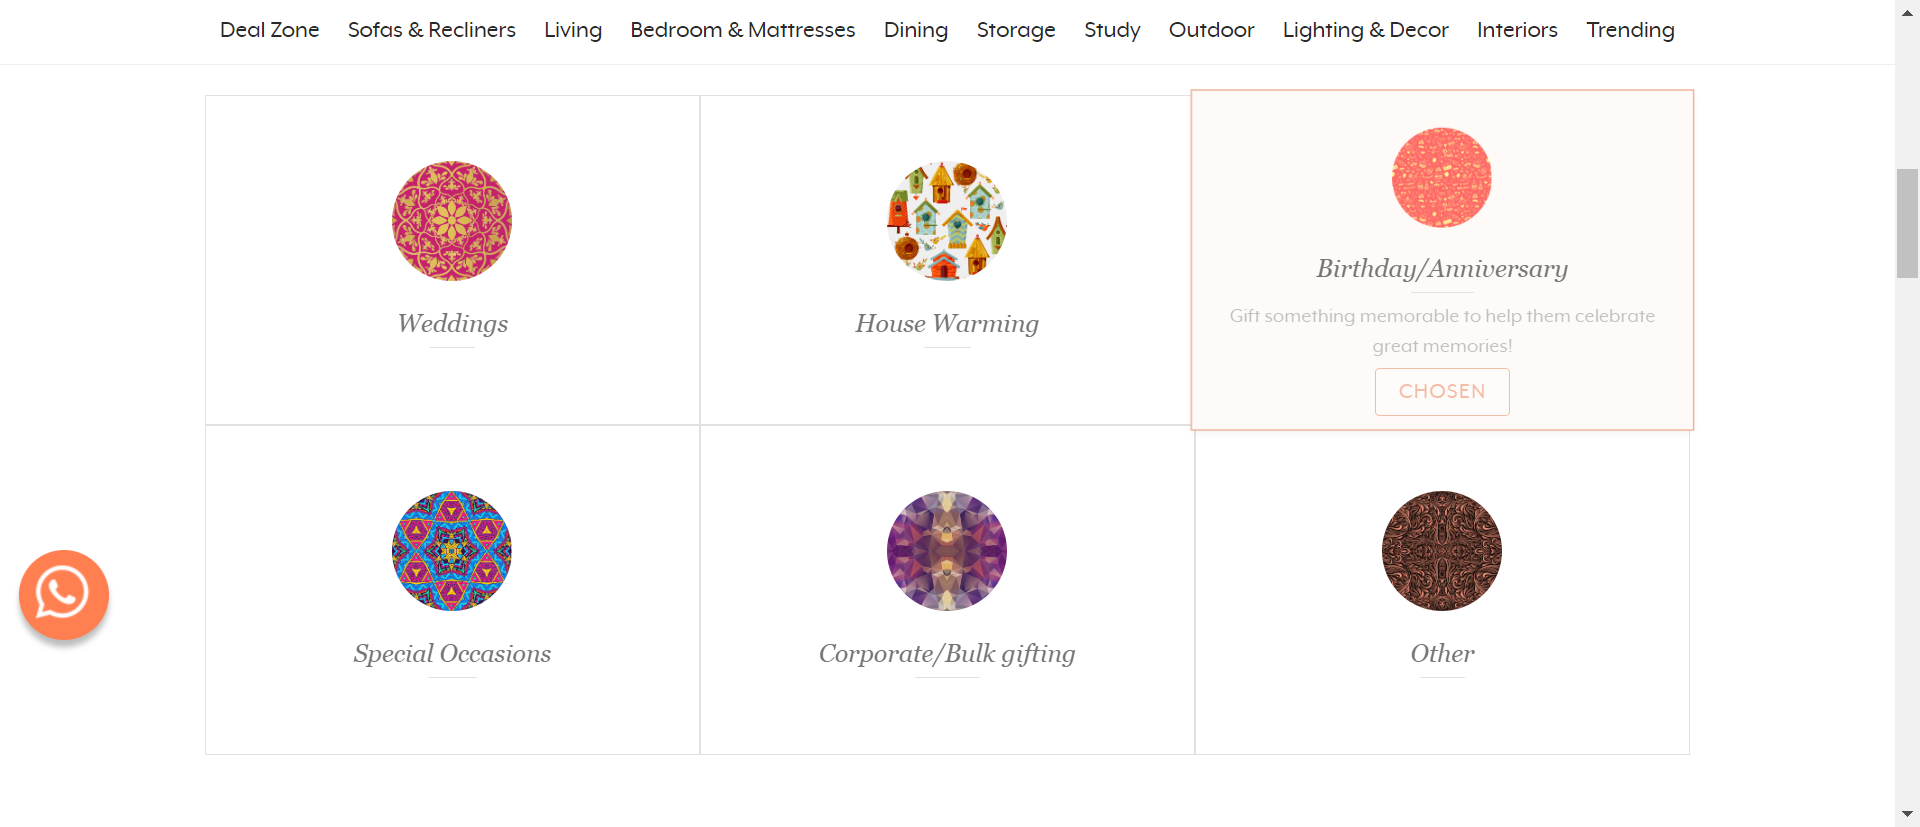 Deal Zone Sofas & Recliners Living Bedroom & Mattresses Dining Storage Study Outdoor Lighting & Decor Interiors Trending
Weddings
House Warming
Birthday/Anniversary
Gift something memorable to help them celebrate
great memories!
CHOSEN
Special Occasions
Corporate/Bulk gifting
Other